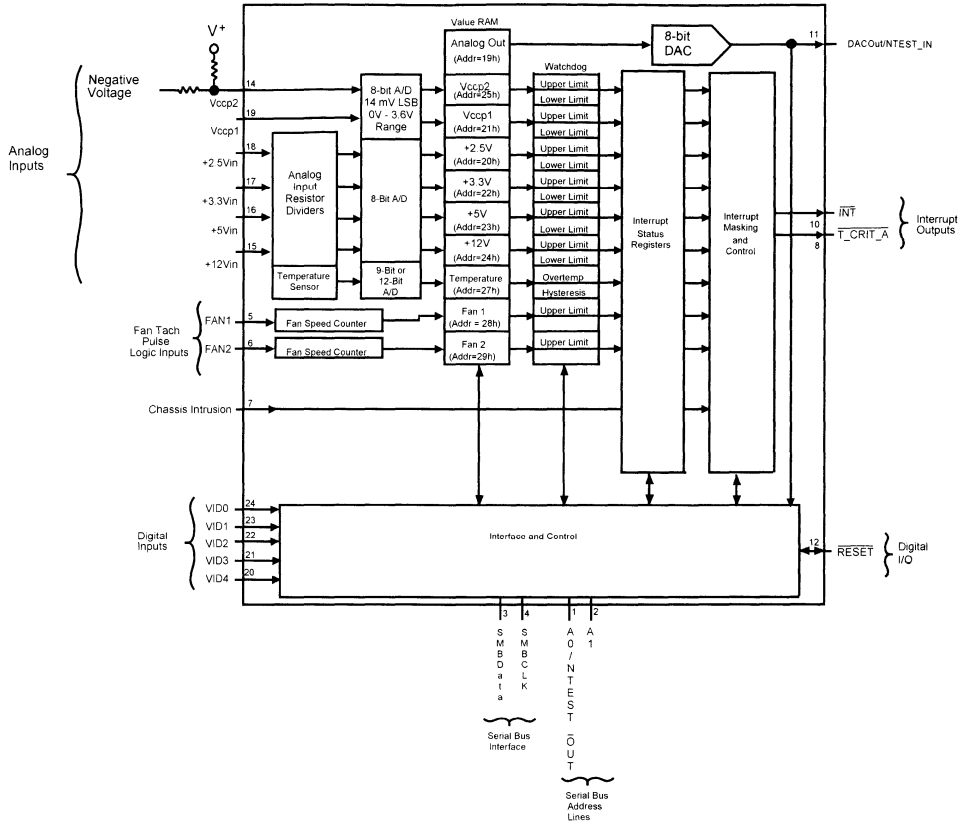 Value RAM
Analog Out
(Addr=19h)
8-bit
DAC
11
DACOut/NTEST_IN
V+
Negative
Voltage
14
Vccp2
19
Vccp1
18
+2 5Vin
17
+3.3Vin
16
+5Vin
15
+12Vin
Analog
Inputs
8-bit A/D
14 mV LSB
0V - 3.6V
Range
Analog
Input
Resistor
Dividers
8-Bit A/D
Temperature
Sensor
9-Bit or
12-Bit
A/D
Vccp2
(Addr=25h)
Vccp1
(Addr=21h)
+2.5V
(Addr=20h)
+3.3V
(Addr=22h)
+5V
(Addr=23h)
+12V
(Addr=24h)
Temperature
(Addr=27h)
Fan 1
(Addr = 28h)
Fan 2
(Addr=29h)
Watchdog
Upper Limit
Lower Limit
Upper Limit
Lower Limit
Upper Limit
Lower Limit
Upper Limit
Lower Limit
Upper Limit
Lower Limit
Upper Limit
Lower Limit
Overtemp
Hysteresis
Upper Limit
Upper Limit
Interrupt
Status
Registers
Interrupt
Masking
and
Control
INT
10
T_CRIT_A
8
Interrupt
Outputs
Fan Tach
Pulse
Logic Inputs
FAN1
5
Fan Speed Counter
FAN2
6
Fan Speed Counter
Chassis Intrusion
7
Digital
Inputs
VID0
24
VID1
23
VID2
22
VID3
21
VID4
20
Interface and Control
12
RESET
Digital
I/O
3
4
1
2
SMBData
SMBCLK
A0/NTEST_OUT
A1
Serial Bus
Interface
Serial Bus
Address
Lines